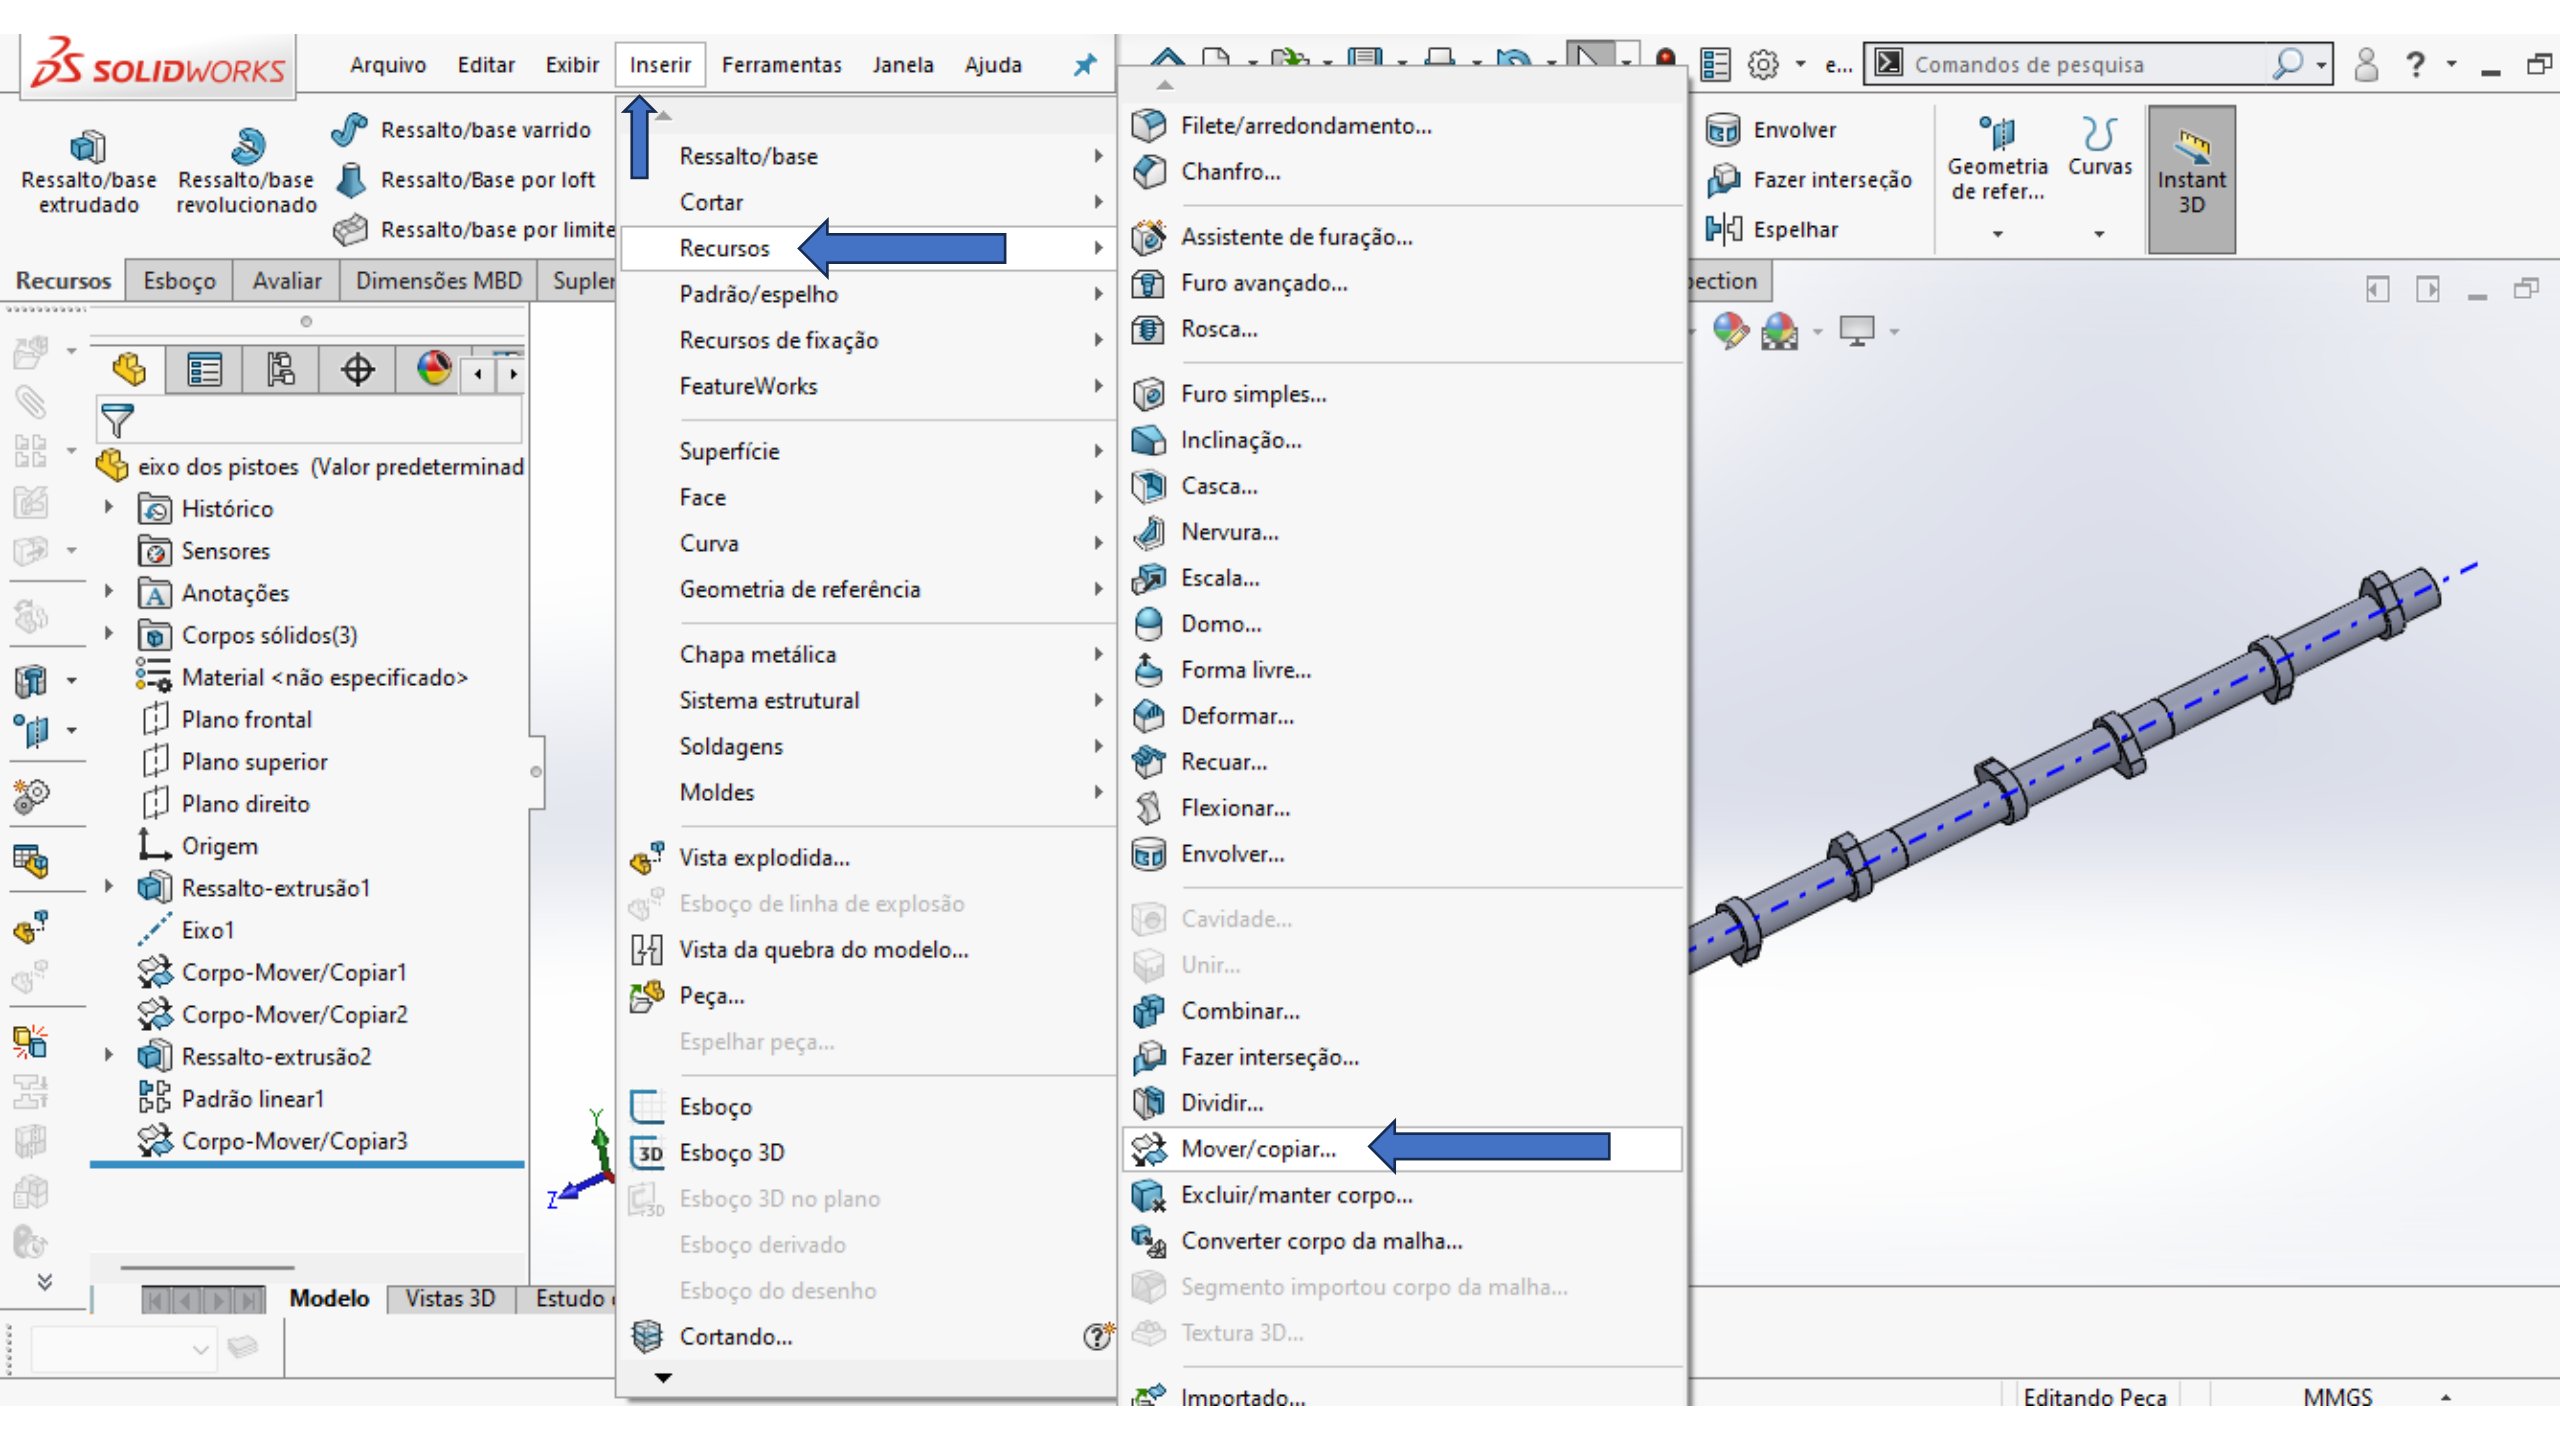 SOLIDWORKS
Arquivo Editar Exibir Inserir Ferramentas Janela Ajuda
e... Comandos de pesquisa ?
Ressalto/base extrudado
Ressalto/base revolucionado
Ressalto/base varrido
Ressalto/Base por loft
Ressalto/base por limite
Envolver
Fazer interseção
Espelhar
Geometria de refer...
Curvas
Instant 3D
Recursos Esboço Avaliar Dimensões MBD Supler
ection
eixo dos pistoes (Valor predeterminad
Histórico
Sensores
Anotações
Corpos sólidos(3)
Material <não especificado>
Plano frontal
Plano superior
Plano direito
Origem
Ressalto-extrusão1
Eixo1
Corpo-Mover/Copiar1
Corpo-Mover/Copiar2
Ressalto-extrusão2
Padrão linear1
Corpo-Mover/Copiar3
Y
Z
Modelo Vistas 3D Estudo
Ressalto/base
Cortar
Recursos
Padrão/espelho
Recursos de fixação
FeatureWorks
Superfície
Face
Curva
Geometria de referência
Chapa metálica
Sistema estrutural
Soldagens
Moldes
Vista explodida...
Esboço de linha de explosão
Vista da quebra do modelo...
Peça...
Espelhar peça...
Esboço
3D Esboço 3D
Esboço 3D no plano
Esboço derivado
Esboço do desenho
Cortando...
Filete/arredondamento...
Chanfro...
Assistente de furação...
Furo avançado...
Rosca...
Furo simples...
Inclinação...
Casca...
Nervura...
Escala...
Domo...
Forma livre...
Deformar...
Recuar...
Flexionar...
Envolver...
Cavidade...
Unir...
Combinar...
Fazer interseção...
Dividir...
Mover/copiar...
Excluir/manter corpo...
Converter corpo da malha...
Segmento importou corpo da malha...
Textura 3D...
Importado...
Editando Peça MMGS